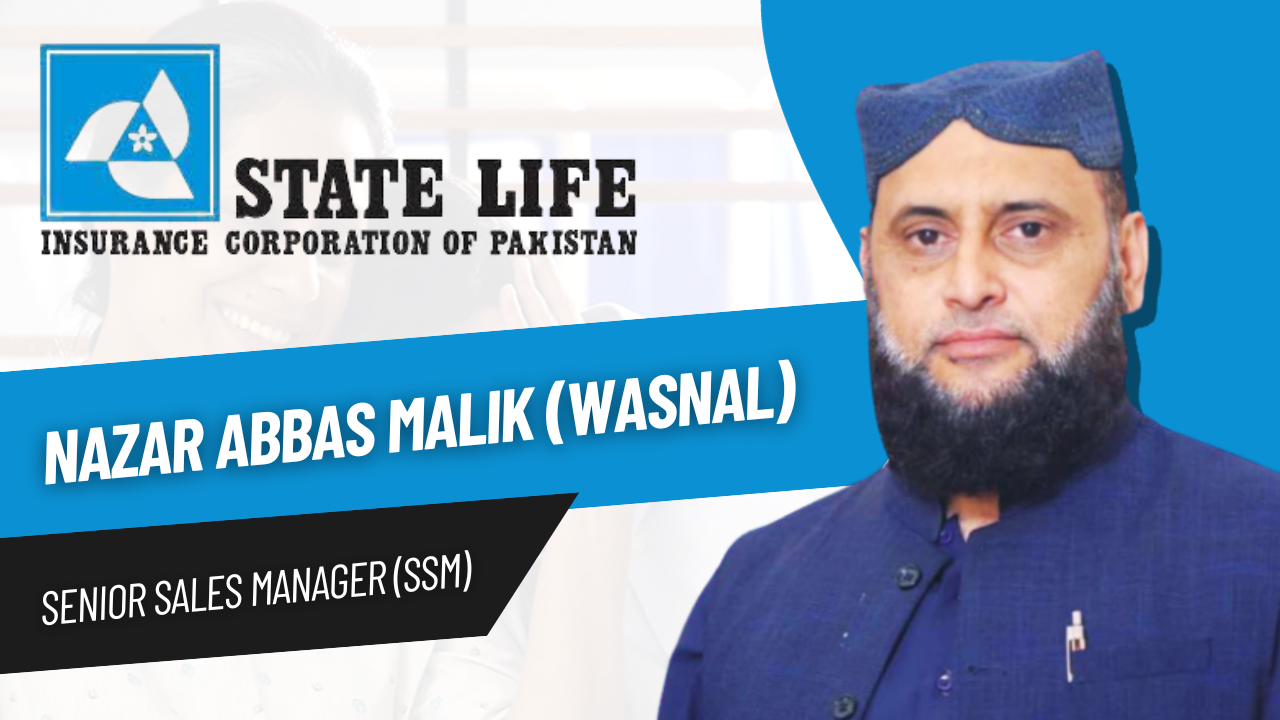 STATE LIFE
INSURANCE CORPORATION OF PAKISTAN
NAZAR ABBAS MALIK (WASNAL)
SENIOR SALES MANAGER (SSM)